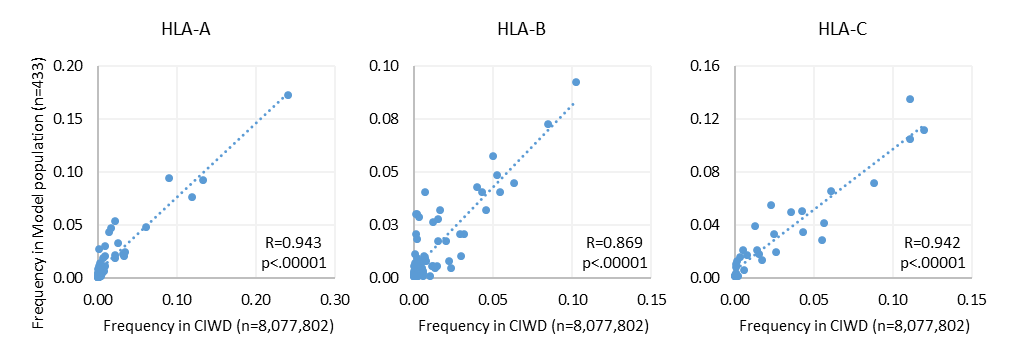 HLA-A
HLA-B
HLA-C
Frequency in Model population (n=433)
0.20
0.15
0.10
0.05
0.00
R=0.943
p<.00001
0.00 0.10 0.20 0.30
Frequency in CIWD (n=8,077,802)
0.10
0.08
0.05
0.03
0.00
R=0.869
p<.00001
0.00 0.05 0.10 0.15
Frequency in CIWD (n=8,077,802)
0.16
0.12
0.08
0.04
0.00
R=0.942
p<.00001
0.00 0.05 0.10 0.15
Frequency in CIWD (n=8,077,802)